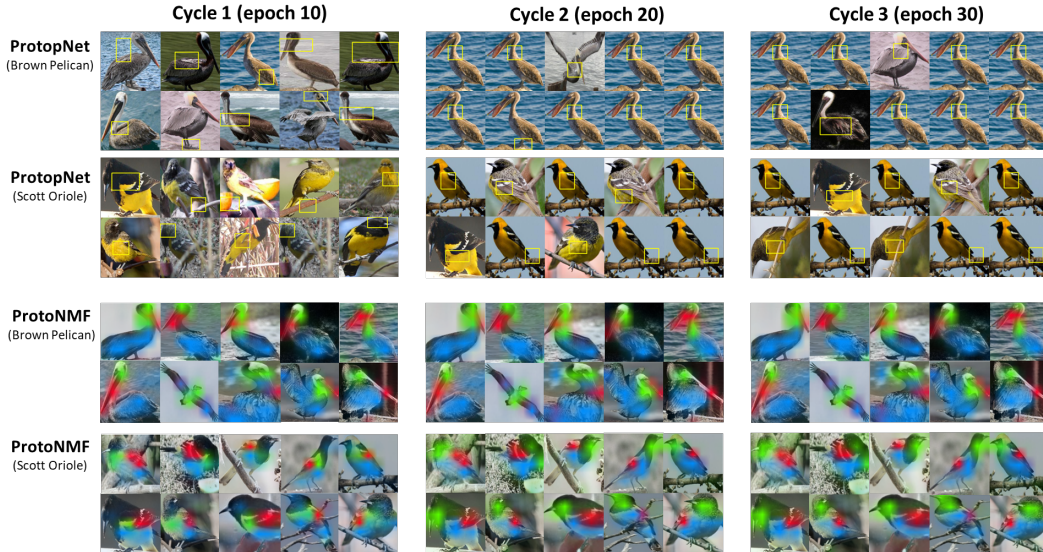 Cycle 1 (epoch 10)
Cycle 2 (epoch 20)
Cycle 3 (epoch 30)
ProtopNet
(Brown Pelican)
ProtopNet
(Scott Oriole)
ProtoNMF
(Brown Pelican)
ProtoNMF
(Scott Oriole)